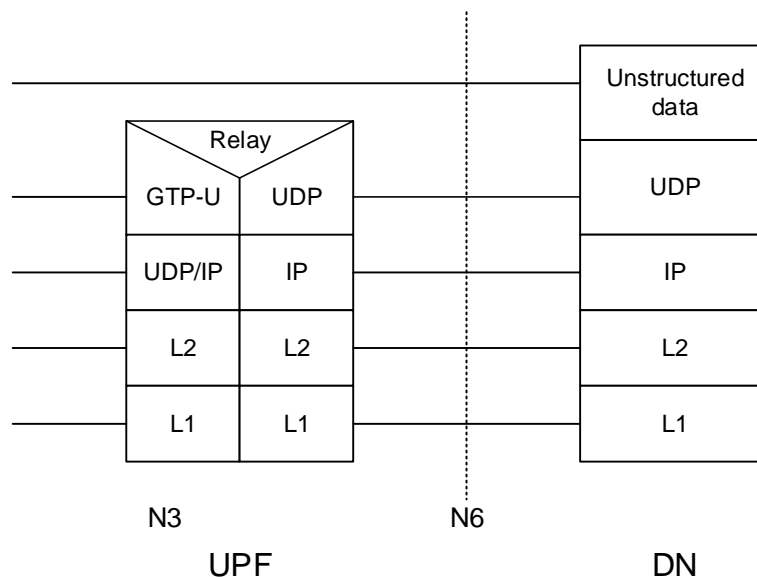 Unstructured
data
Relay
GTP-U UDP UDP
UDP/IP IP IP
L2 L2 L2
L1 L1 L1
N3 N6
UPF DN